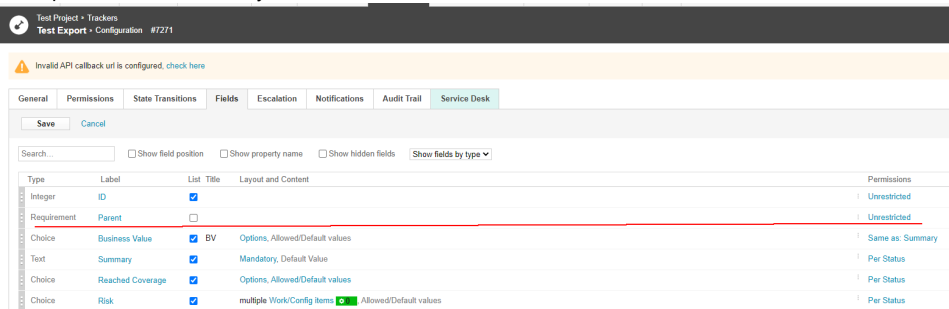 Test Project • Trackers
Test Export • Configuration #7271
Invalid API callback url is configured, check here
General Permissions State Transitions Fields Escalation Notifications Audit Trail Service Desk
Save Cancel
Search... Show field position Show property name Show hidden fields Show fields by type
Type Label List Title Layout and Content Permissions
Integer ID Unrestricted
Requirement Parent Unrestricted
Choice Business Value BV Options, Allowed/Default values Same as: Summary
Text Summary Mandatory, Default Value Per Status
Choice Reached Coverage Options, Allowed/Default values Per Status
Choice Risk multiple Work/Config items 0 , Allowed/Default values Per Status